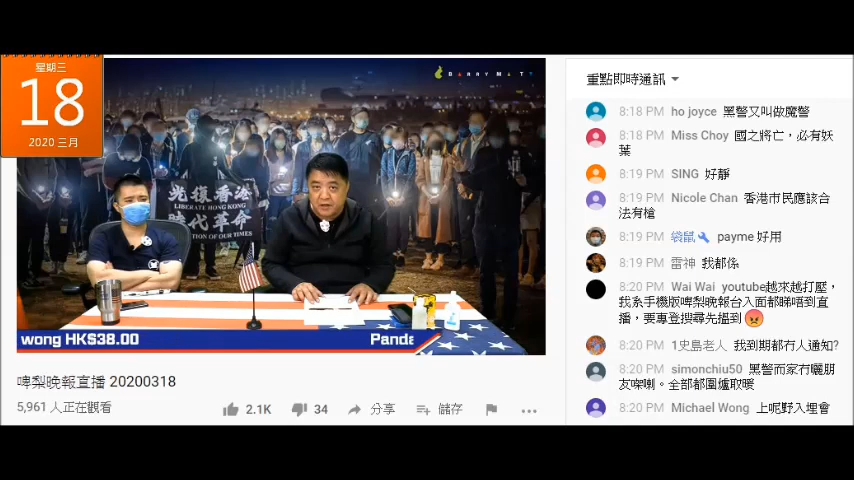 星期三
18
2020 三月
BARRYMATT
光復香港
LIBERATE HONG KONG
時代革命
TION OF OUR TIMES
wong HK$38.00
Panda
啤梨晚報直播 20200318
5,961 人正在觀看
2.1K
34
分享
儲存
重點即時通訊
8:18 PM ho joyce 黑警又叫做魔警
8:18 PM Miss Choy 國之將亡，必有妖
葉
8:19 PM SING 好靜
8:19 PM Nicole Chan 香港市民應該合
法有槍
8:19 PM 袋鼠 payme 好用
8:19 PM 雷神 我都係
8:20 PM Wai Wai youtube越來越打壓，
我系手機版啤梨晚報台入面都睇唔到直
播，要專登搜尋先搵到
8:20 PM 1史島老人 我到期都冇人通知?
8:20 PM simonchiu50 黑警而家冇曬朋
友㗎喇。全部都圍爐取暖
8:20 PM Michael Wong 上呢野入埋會